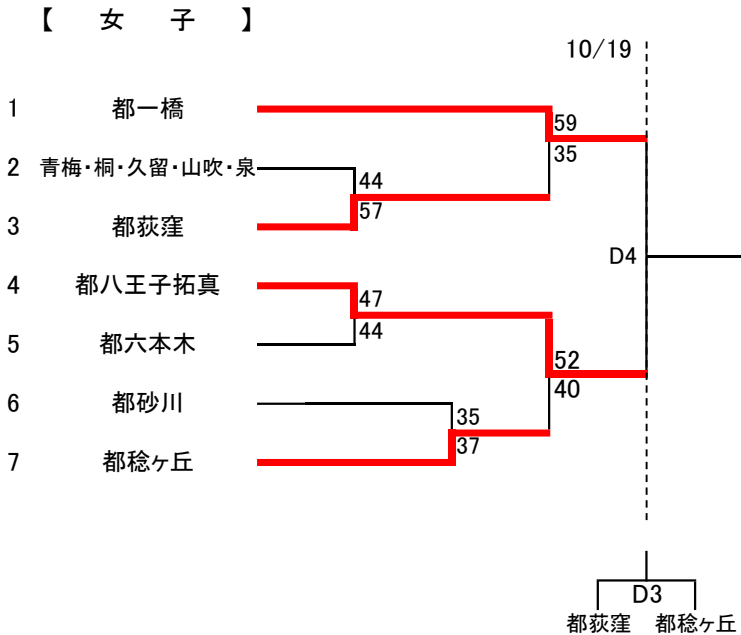 【 女 子 】
10/19
1 都一橋
59
35
2 青梅・桐・久留・山吹・泉
44
57
3 都荻窪
D4
4 都八王子拓真
47
44
5 都六本木
52
40
6 都砂川
35
37
7 都稔ヶ丘
D3
都荻窪 都稔ヶ丘